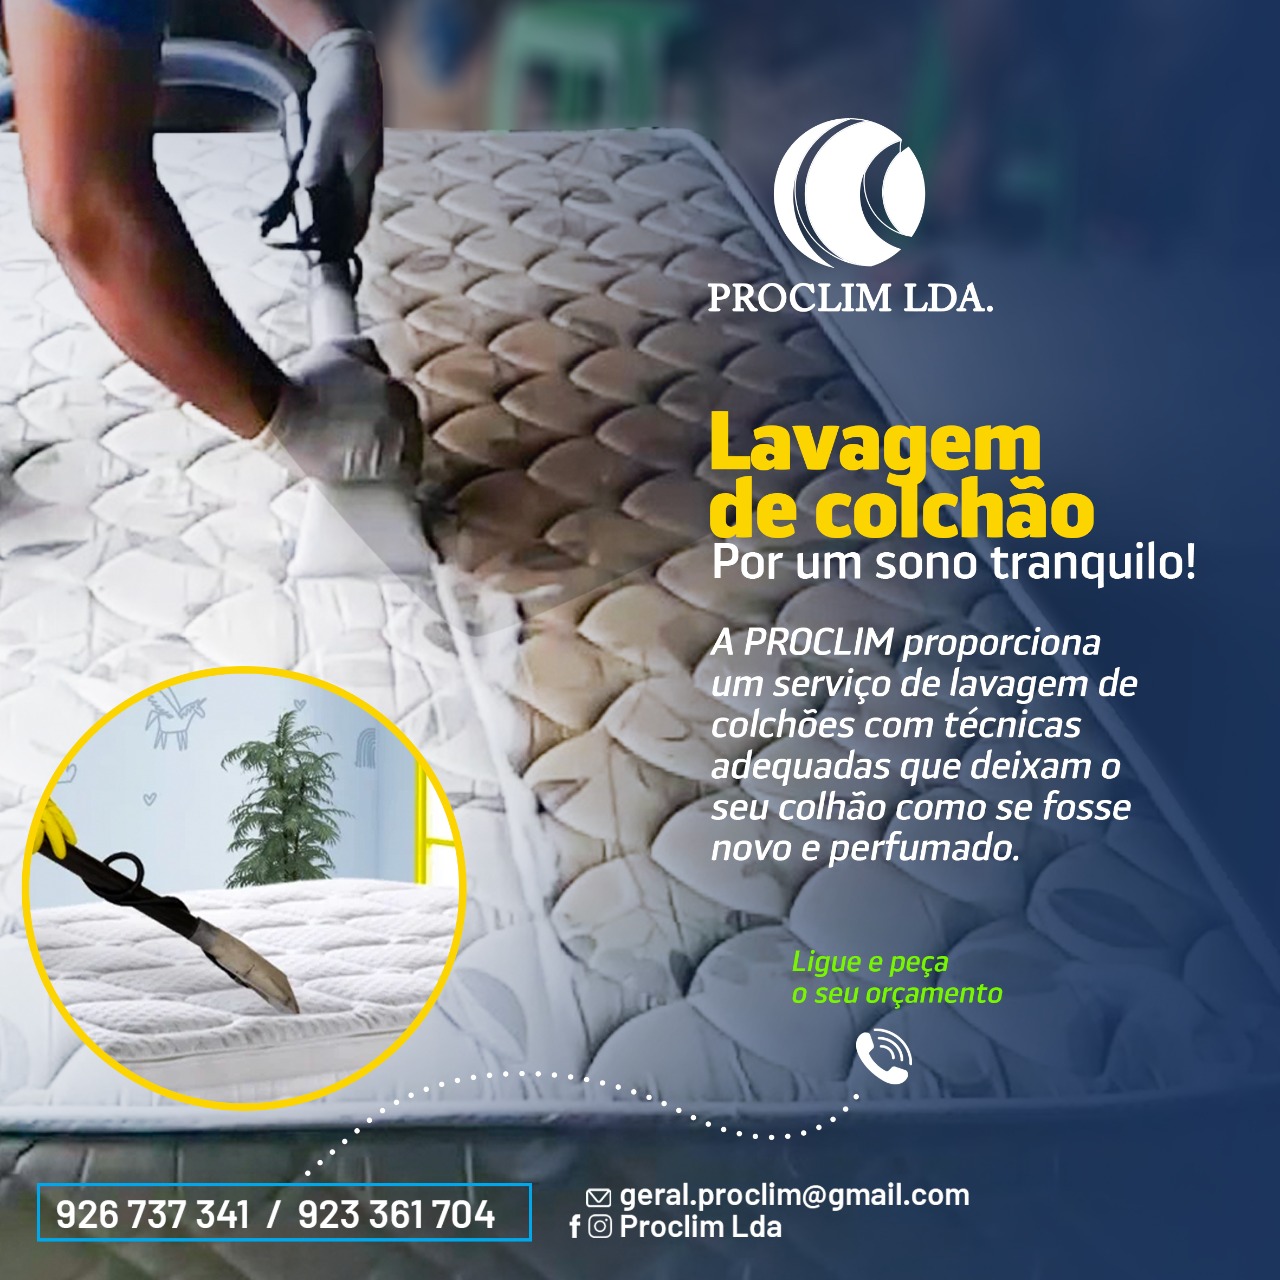 PROCLIM LDA.
Lavagem
de colchão
Por um sono tranquilo!
A PROCLIM proporciona
um serviço de lavagem de
colchões com técnicas
adequadas que deixam o
seu colhão como se fosse
novo e perfumado.
Ligue e peça
o seu orçamento
926 737 341 / 923 361 704
geral.proclim@gmail.com
Proclim Lda